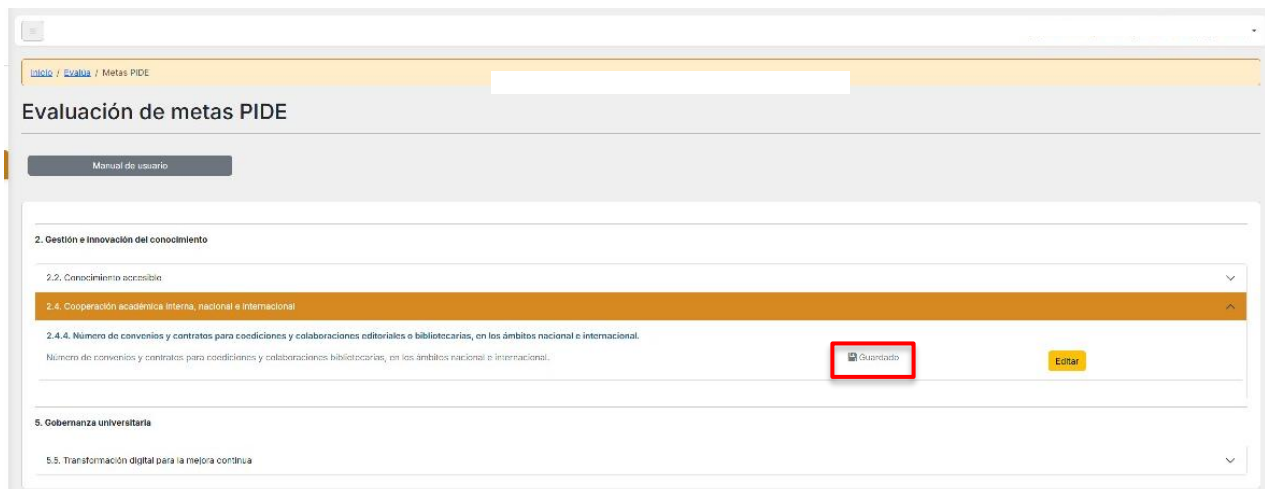 Inicio / Evalua / Metas PIDE
Evaluación de metas PIDE
Manual de usuario
2. Gestión e innovación del conocimiento
2.2. Conocimiento accesible
2.4. Cooperación académica interna, nacional e internacional
2.4.4. Número de convenios y contratos para coediciones y colaboraciones editoriales o bibliotecarias, en los ámbitos nacional e internacional.
Número de convenios y contratos para coediciones y colaboraciones bibliotecarias, en los ámbitos nacional e internacional.
Guardado
Editar
5. Gobernanza universitaria
5.5. Transformación digital para la mejora continua